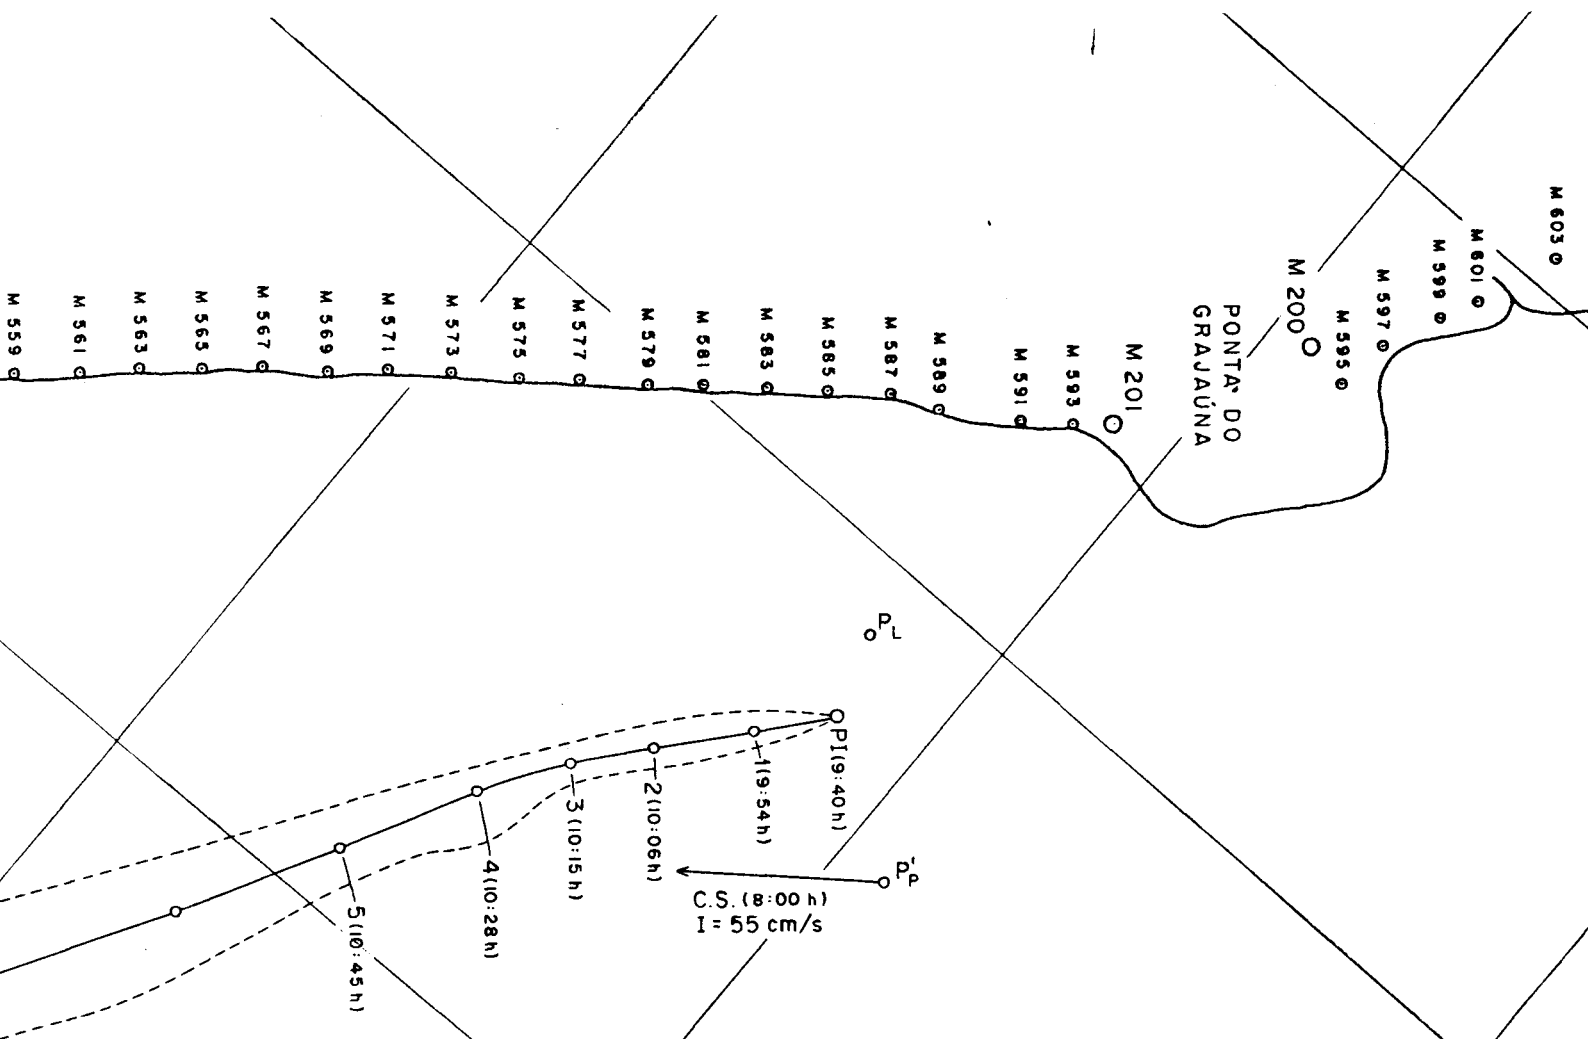 M 559
M 561
M 563
M 565
M 567
M 569
M 571
M 573
M 575
M 577
M 579
M 581
M 583
M 585
M 587
M 589
M 591
M 593
M 201
PONTA DO
GRAJAÚNA
M 200
M 595
M 597
M 599
M 601
M 603
PL
PI (9:40 h)
1 (9:54 h)
2 (10:06 h)
3 (10:15 h)
4 (10:28 h)
5 (10:45 h)
P'P
C.S. (8:00 h)
I = 55 cm/s